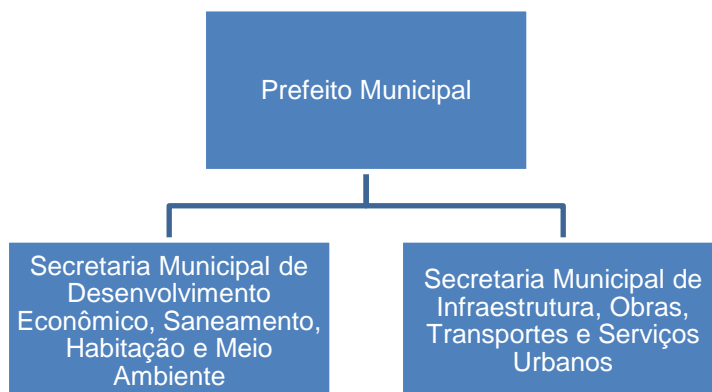 Prefeito Municipal
Secretaria Municipal de
Desenvolvimento
Econômico, Saneamento,
Habitação e Meio
Ambiente
Secretaria Municipal de
Infraestrutura, Obras,
Transportes e Serviços
Urbanos